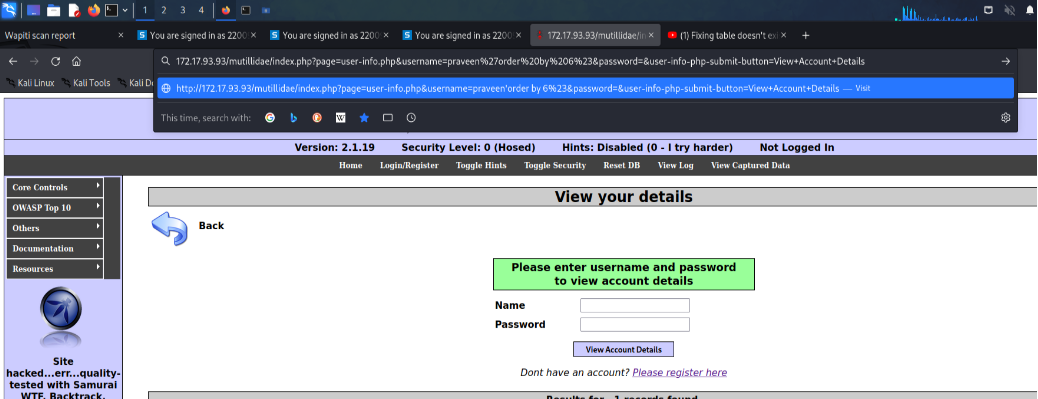 1 2 3 4
Wapiti scan report
You are signed in as 2200
You are signed in as 2200
You are signed in as 2200
172.17.93.93/mutillidae/in
(1) Fixing table doesn't exi
172.17.93.93/mutillidae/index.php?page=user-info.php&username=praveen%27order%20by%206%23&password=&user-info-php-submit-button=View+Account+Details
Kali Linux Kali Tools Kali D
http://172.17.93.93/mutillidae/index.php?page=user-info.php&username=praveen'order by 6%23&password=&user-info-php-submit-button=View+Account+Details — Visit
This time, search with:
Version: 2.1.19 Security Level: 0 (Hosed) Hints: Disabled (0 - I try harder) Not Logged In
Home Login/Register Toggle Hints Toggle Security Reset DB View Log View Captured Data
Core Controls
OWASP Top 10
Others
Documentation
Resources
Site
hacked...err...quality-
tested with Samurai
WTF, Backtrack,
View your details
Back
Please enter username and password
to view account details
Name
Password
View Account Details
Dont have an account? Please register here
Results for . 1 records found